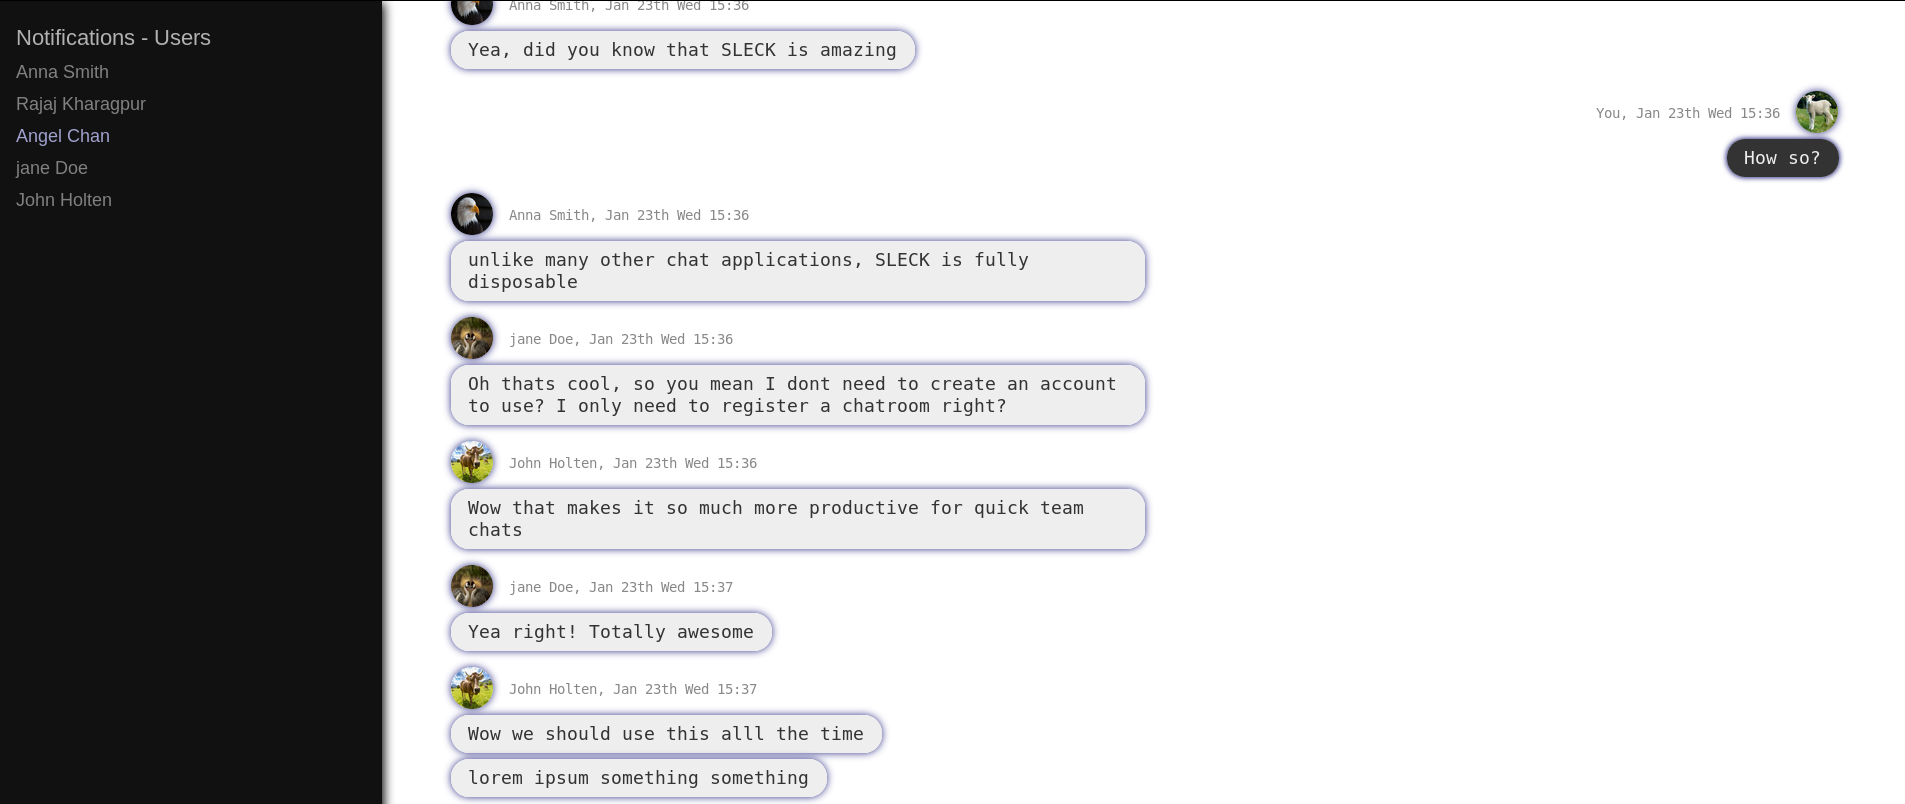 Notifications - Users
Anna Smith
Rajaj Kharagpur
Angel Chan
jane Doe
John Holten
Anna Smith, Jan 23th Wed 15:36
Yea, did you know that SLECK is amazing
You, Jan 23th Wed 15:36
How so?
Anna Smith, Jan 23th Wed 15:36
unlike many other chat applications, SLECK is fully
disposable
jane Doe, Jan 23th Wed 15:36
Oh thats cool, so you mean I dont need to create an account
to use? I only need to register a chatroom right?
John Holten, Jan 23th Wed 15:36
Wow that makes it so much more productive for quick team
chats
jane Doe, Jan 23th Wed 15:37
Yea right! Totally awesome
John Holten, Jan 23th Wed 15:37
Wow we should use this alll the time
lorem ipsum something something